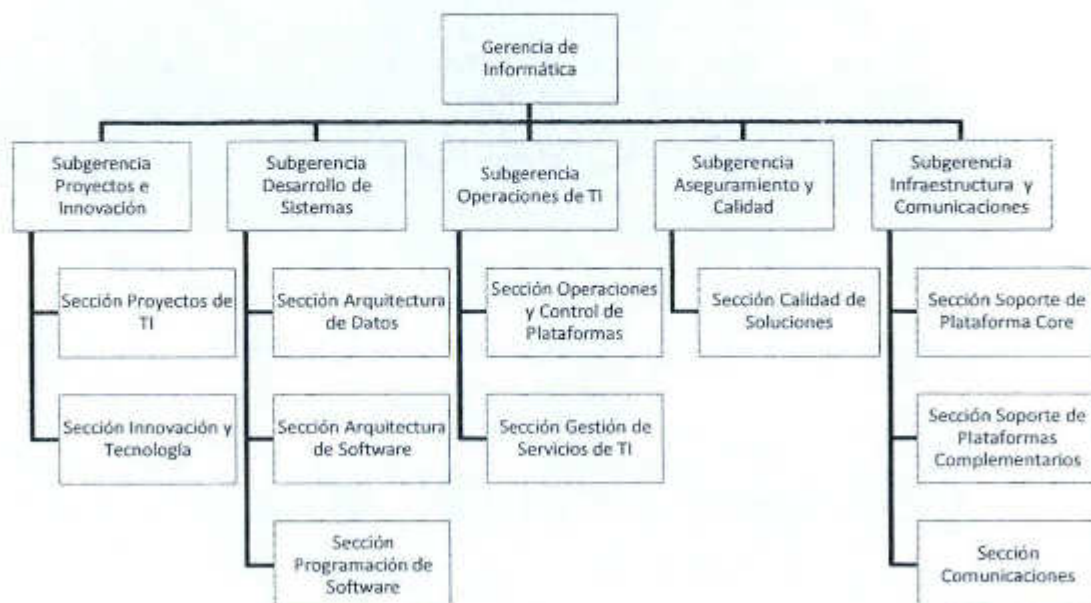 Gerencia de
Informática
Subgerencia
Proyectos e
Innovación
Subgerencia
Desarrollo de
Sistemas
Subgerencia
Operaciones de TI
Subgerencia
Aseguramiento y
Calidad
Subgerencia
Infraestructura y
Comunicaciones
Sección Proyectos de
TI
Sección Arquitectura
de Datos
Sección Operaciones
y Control de
Plataformas
Sección Calidad de
Soluciones
Sección Soporte de
Plataforma Core
Sección Innovación y
Tecnología
Sección Arquitectura
de Software
Sección Gestión de
Servicios de TI
Sección Soporte de
Plataformas
Complementarios
Sección
Programación de
Software
Sección
Comunicaciones